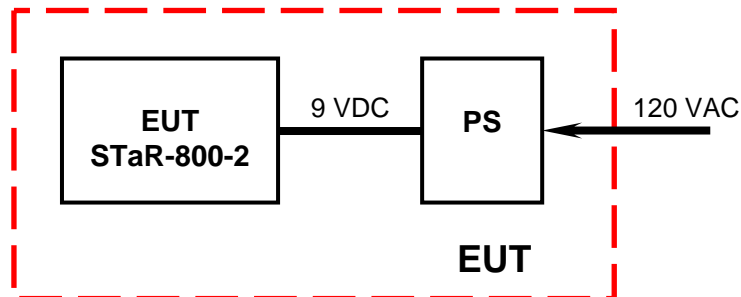 EUT
STaR-800-2
9 VDC
PS
120 VAC
EUT